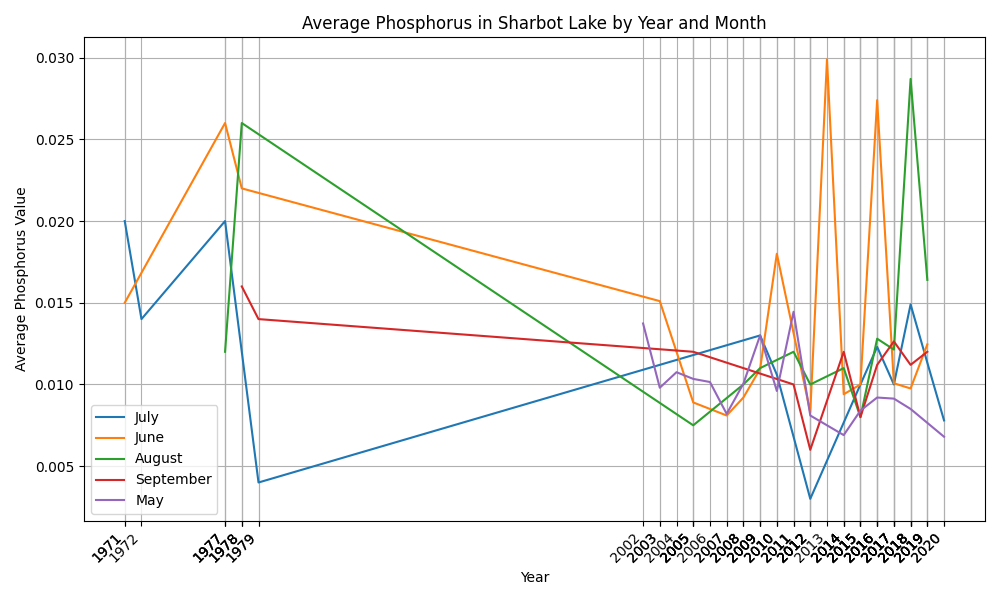 Average Phosphorus in Sharbot Lake by Year and Month
Average Phosphorus Value
0.030
0.025
0.020
0.015
0.010
0.005
July
June
August
September
May
1971 1972 1977 1978 1979 2002 2003 2004 2005 2006 2007 2008 2009 2010 2011 2012 2013 2014 2015 2016 2017 2018 2019 2020
Year